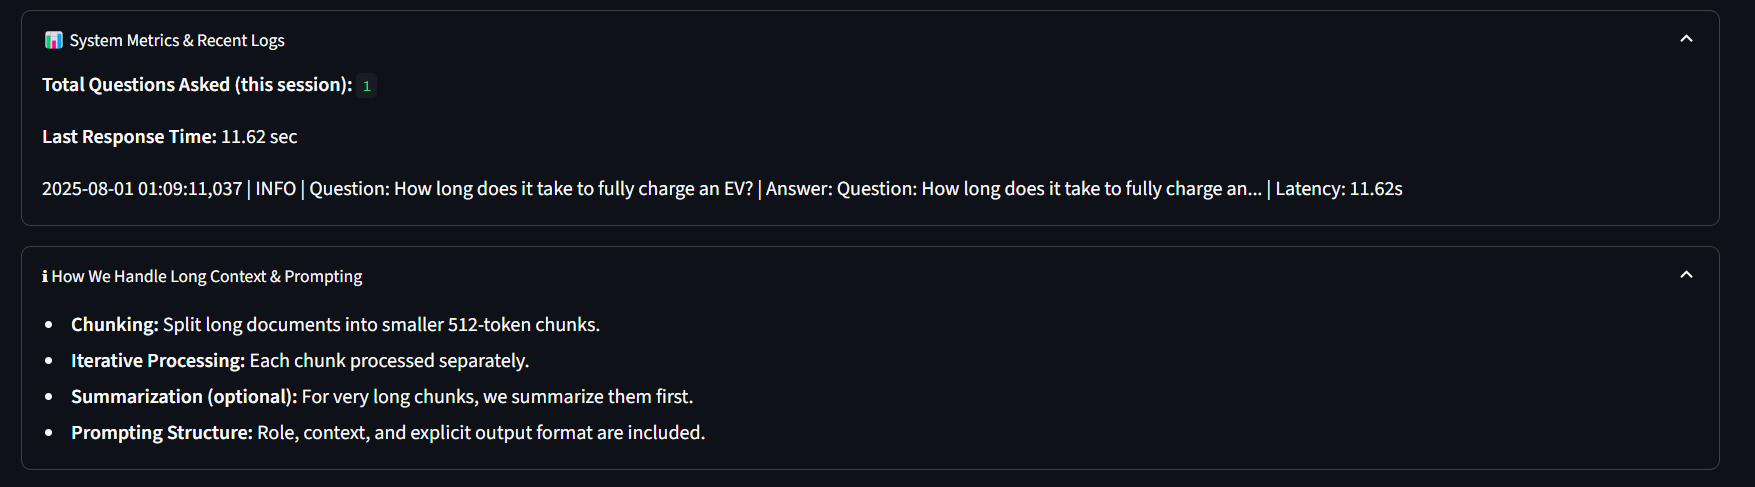 📊 System Metrics & Recent Logs
Total Questions Asked (this session): 1
Last Response Time: 11.62 sec
2025-08-01 01:09:11,037 | INFO | Question: How long does it take to fully charge an EV? | Answer: Question: How long does it take to fully charge an... | Latency: 11.62s
ℹ How We Handle Long Context & Prompting
• Chunking: Split long documents into smaller 512-token chunks.
• Iterative Processing: Each chunk processed separately.
• Summarization (optional): For very long chunks, we summarize them first.
• Prompting Structure: Role, context, and explicit output format are included.